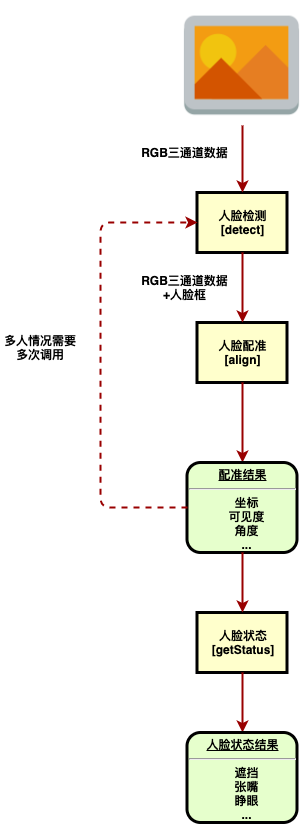 RGB三通道数据
人脸检测
[detect]
RGB三通道数据
+人脸框
多人情况需要
多次调用
人脸配准
[align]
配准结果
坐标
可见度
角度
...
人脸状态
[getStatus]
人脸状态结果
遮挡
张嘴
睁眼
...